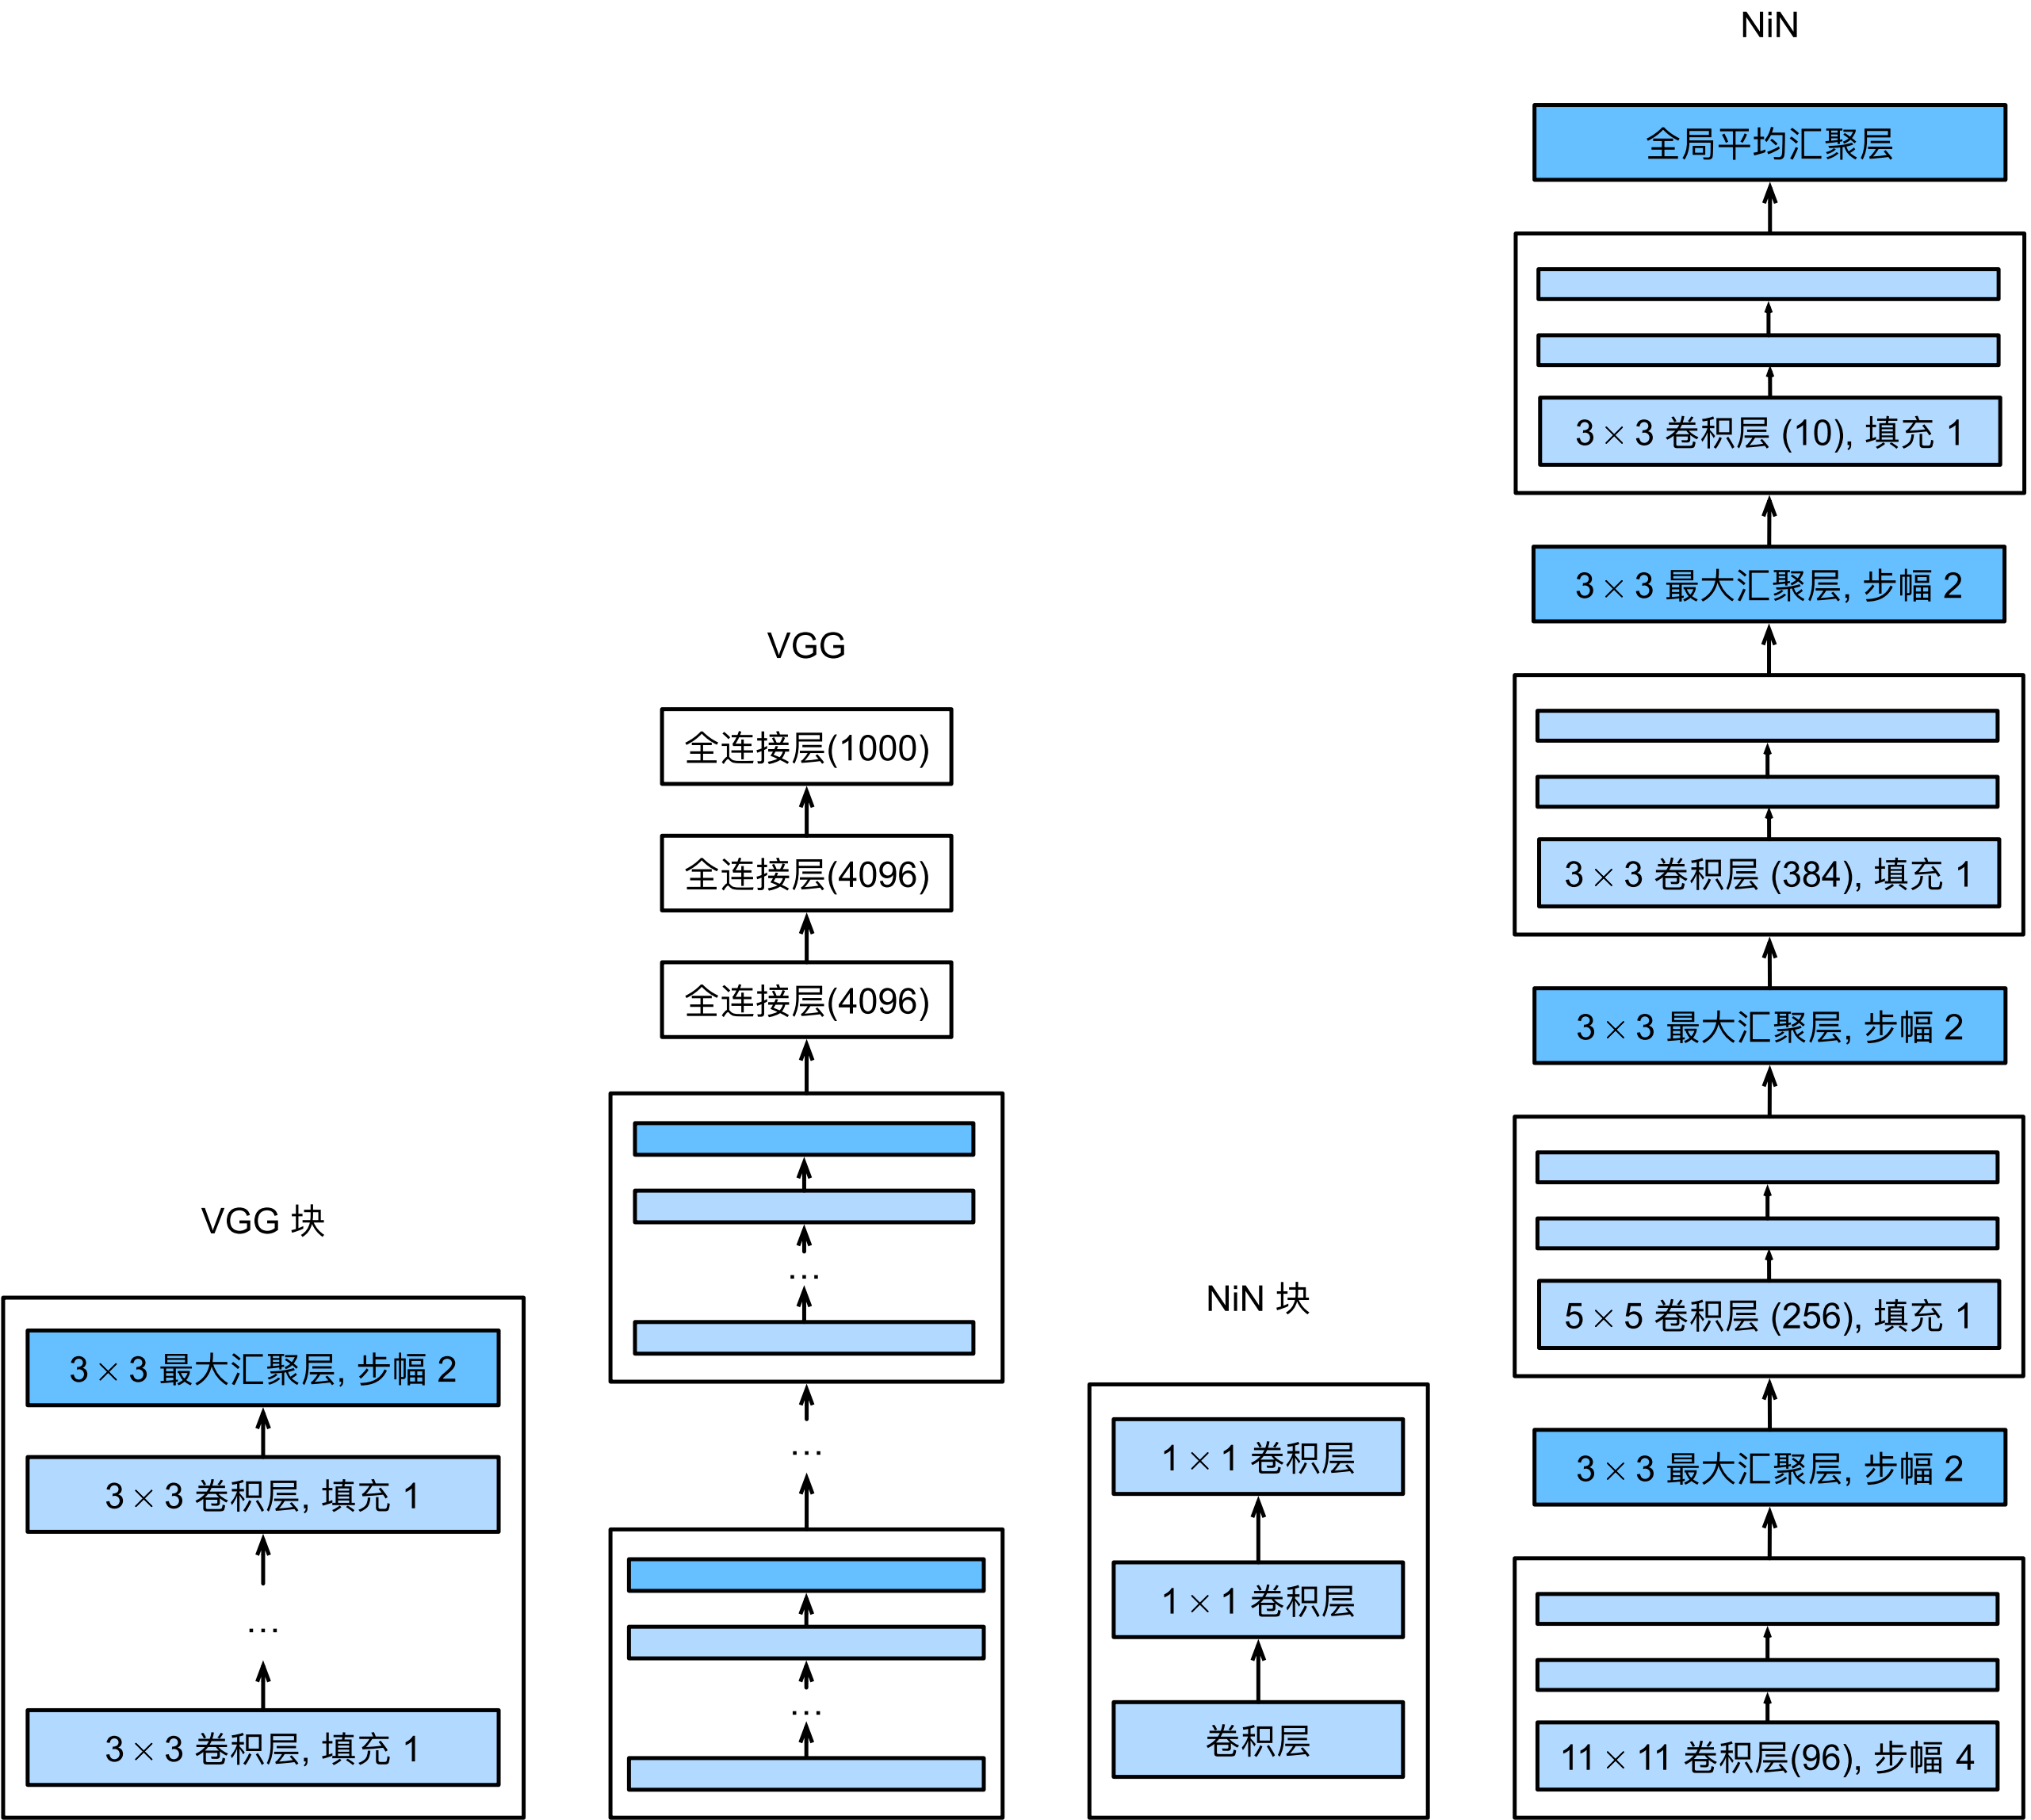 VGG 块
3 × 3 最大汇聚层, 步幅 2
3 × 3 卷积层, 填充 1
...
3 × 3 卷积层, 填充 1
VGG
全连接层(1000)
全连接层(4096)
全连接层(4096)
...
...
...
NiN 块
1 × 1 卷积层
1 × 1 卷积层
卷积层
NiN
全局平均汇聚层
3 × 3 卷积层 (10), 填充 1
3 × 3 最大汇聚层, 步幅 2
3 × 3 卷积层 (384), 填充 1
3 × 3 最大汇聚层, 步幅 2
5 × 5 卷积层 (256), 填充 1
3 × 3 最大汇聚层, 步幅 2
11 × 11 卷积层(96), 步幅 4